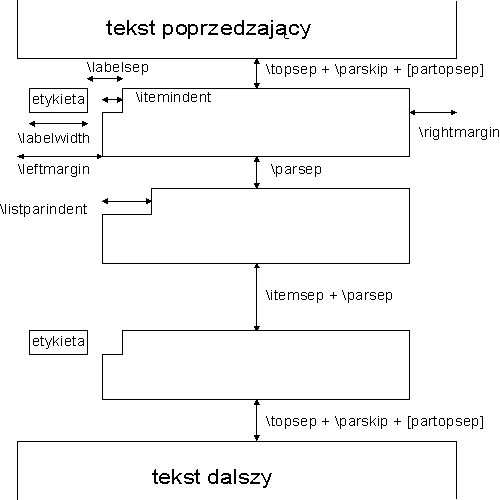 tekst poprzedzający
\labelsep
\topsep + \parskip + [partopsep]
etykieta
\itemindent
\labelwidth
\rightmargin
\leftmargin
\parsep
\listparindent
\itemsep + \parsep
etykieta
\topsep + \parskip + [partopsep]
tekst dalszy